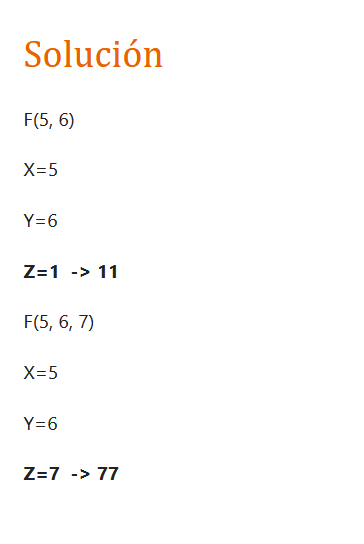 Solución
F(5, 6)
X=5
Y=6
Z=1  -> 11
F(5, 6, 7)
X=5
Y=6
Z=7  -> 77